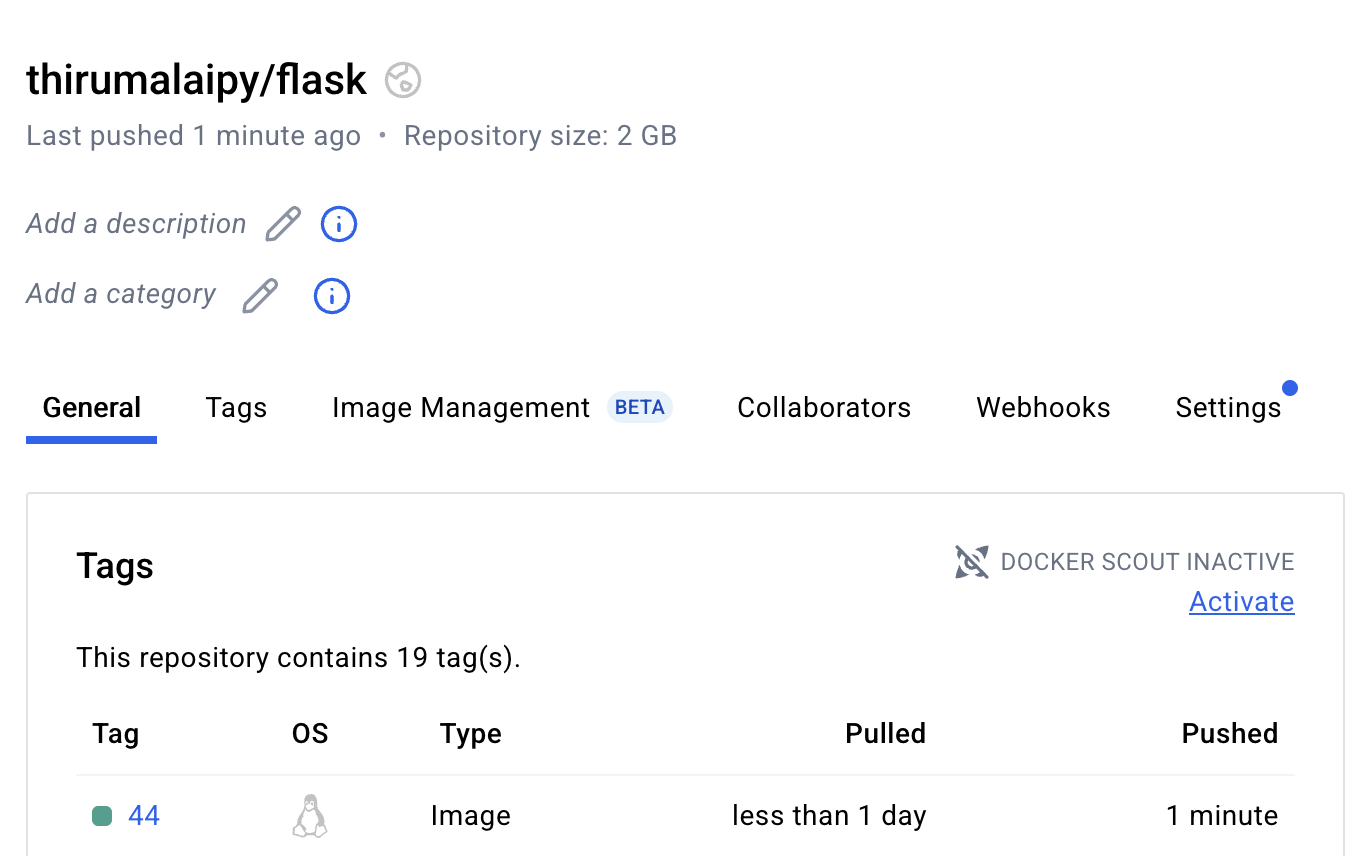 thirumalaipy/flask
Last pushed 1 minute ago • Repository size: 2 GB
Add a description
Add a category
General Tags Image Management BETA Collaborators Webhooks Settings
Tags
DOCKER SCOUT INACTIVE
Activate
This repository contains 19 tag(s).
Tag OS Type Pulled Pushed
44 Image less than 1 day 1 minute